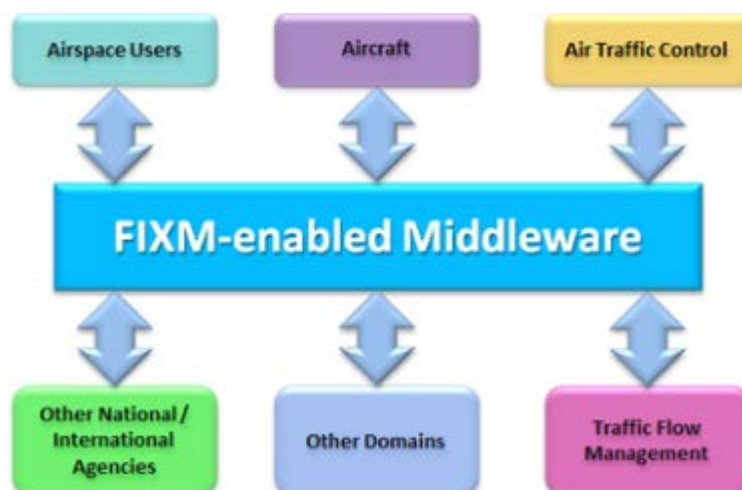 Airspace Users
Aircraft
Air Traffic Control
FIXM-enabled Middleware
Other National /
International
Agencies
Other Domains
Traffic Flow
Management